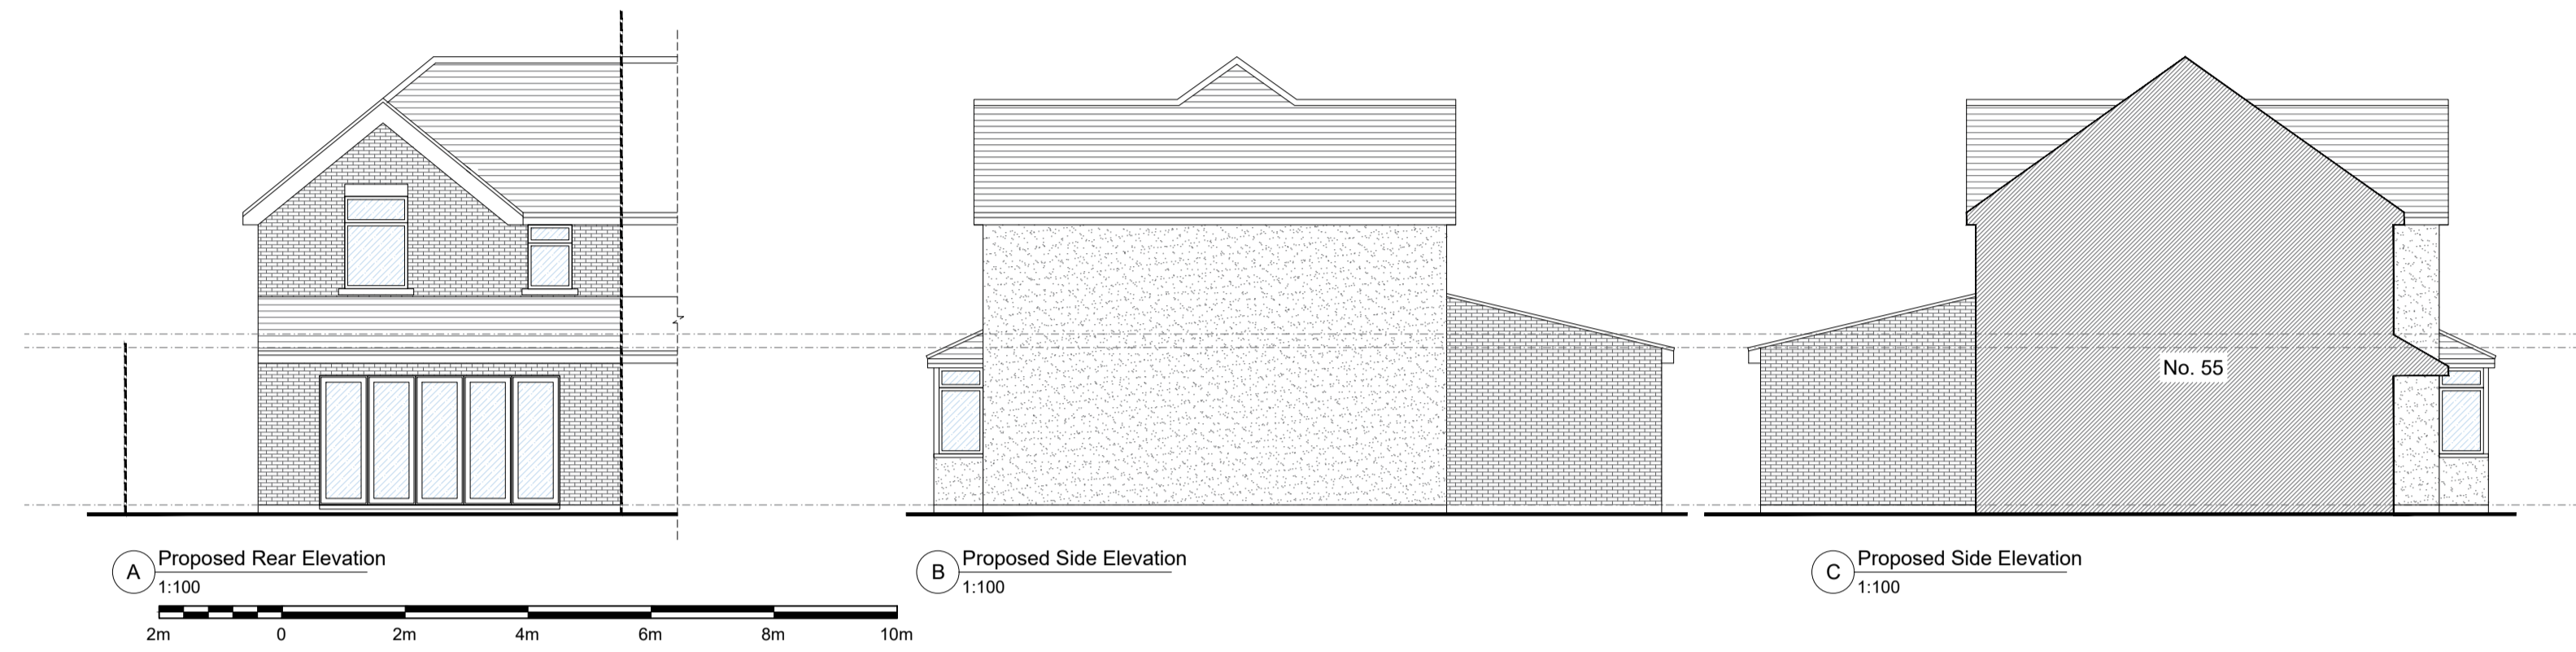 No. 55
A Proposed Rear Elevation
1:100
B Proposed Side Elevation
1:100
C Proposed Side Elevation
1:100
2m 0 2m 4m 6m 8m 10m